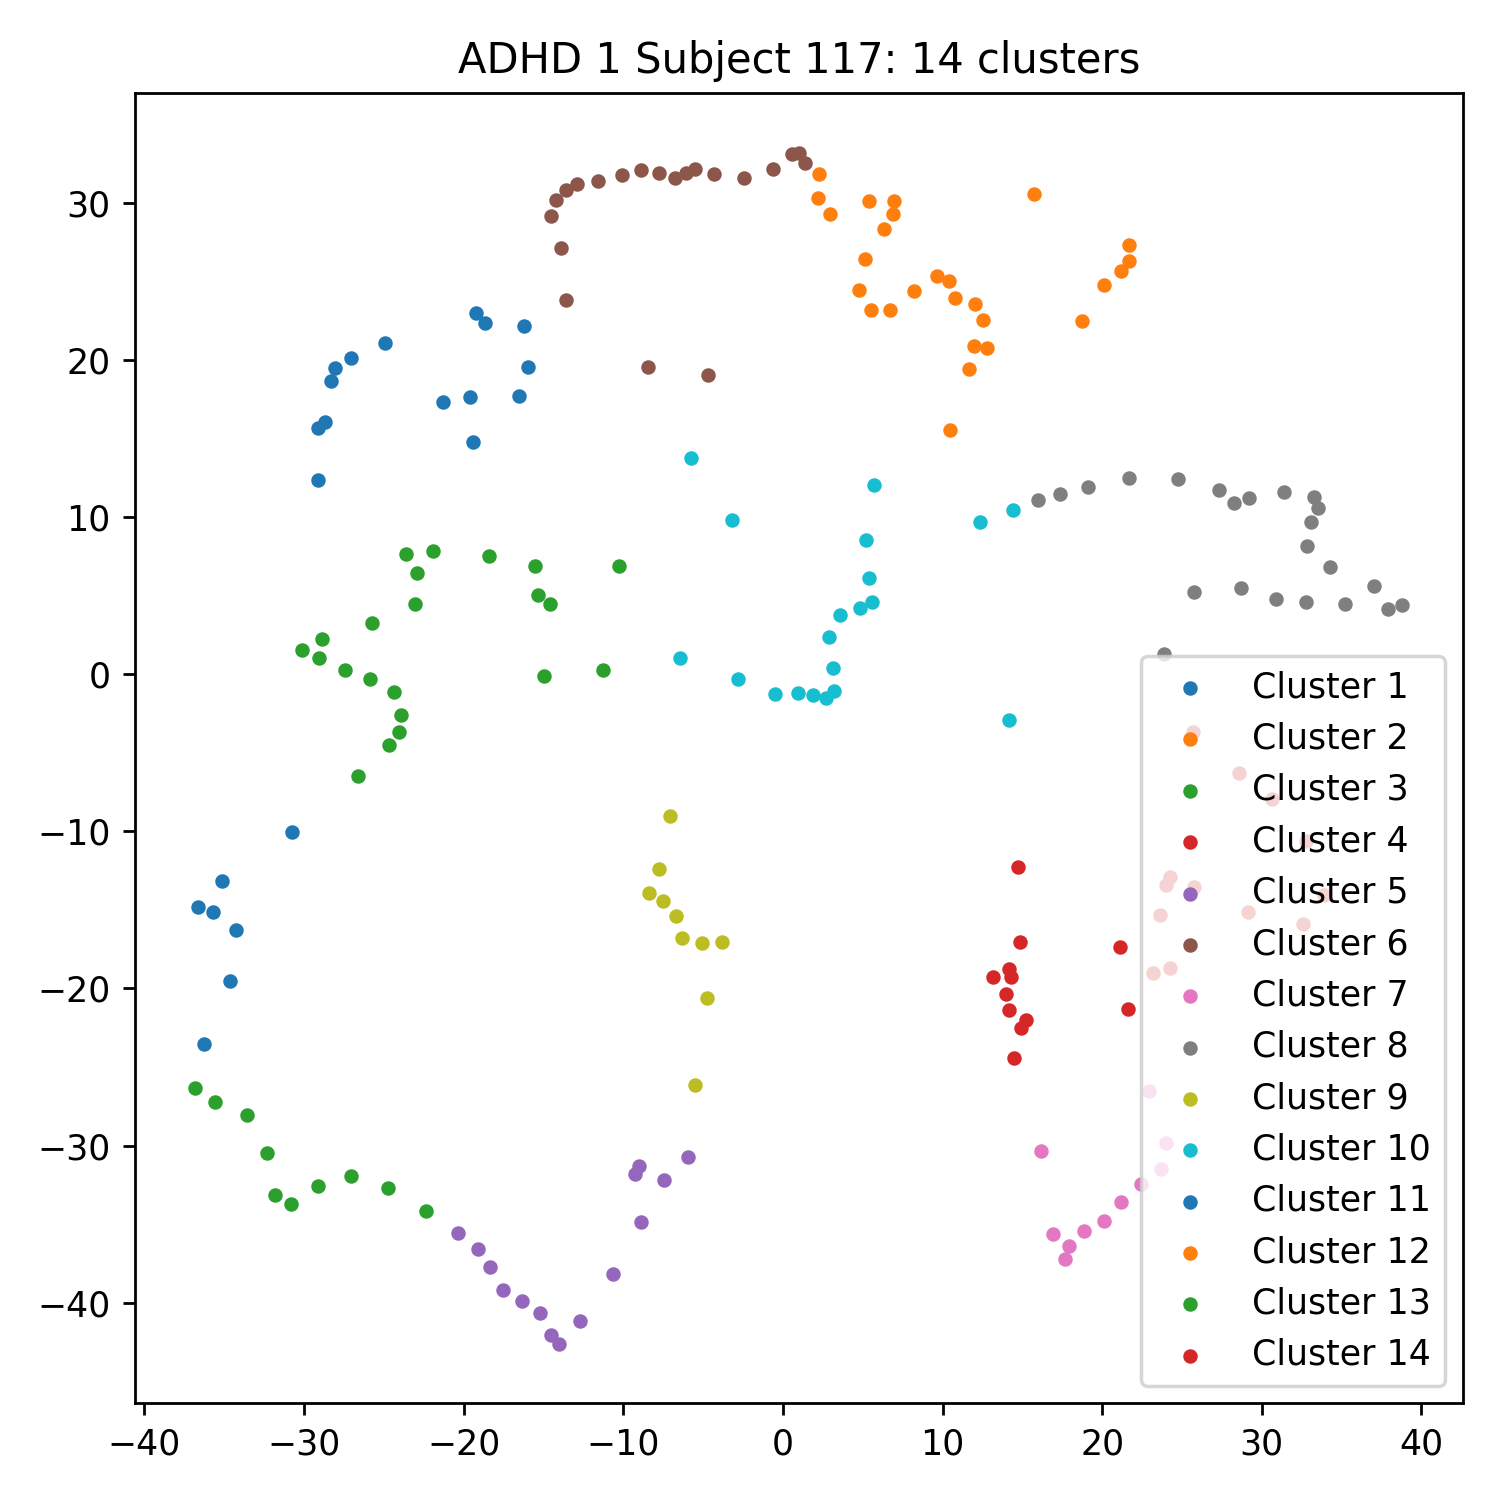 ADHD 1 Subject 117: 14 clusters
30
20
10
0
−10
−20
−30
−40
−40 −30 −20 −10 0 10 20 30 40
Cluster 1
Cluster 2
Cluster 3
Cluster 4
Cluster 5
Cluster 6
Cluster 7
Cluster 8
Cluster 9
Cluster 10
Cluster 11
Cluster 12
Cluster 13
Cluster 14